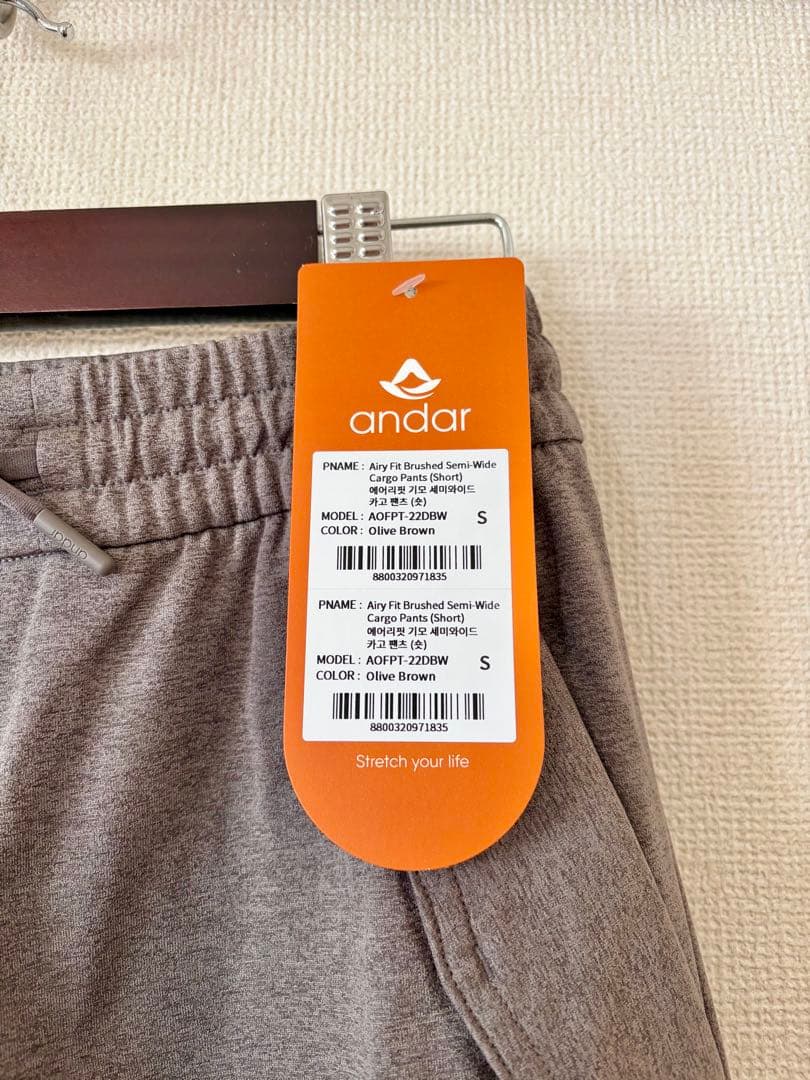 andar
PNAME : Airy Fit Brushed Semi-Wide
Cargo Pants (Short)
에어리핏 기모 세미와이드
카고 팬츠 (숏)
MODEL : AOFPT-22DBW S
COLOR : Olive Brown
8800320971835
PNAME : Airy Fit Brushed Semi-Wide
Cargo Pants (Short)
에어리핏 기모 세미와이드
카고 팬츠 (숏)
MODEL : AOFPT-22DBW S
COLOR : Olive Brown
8800320971835
Stretch your life
andar